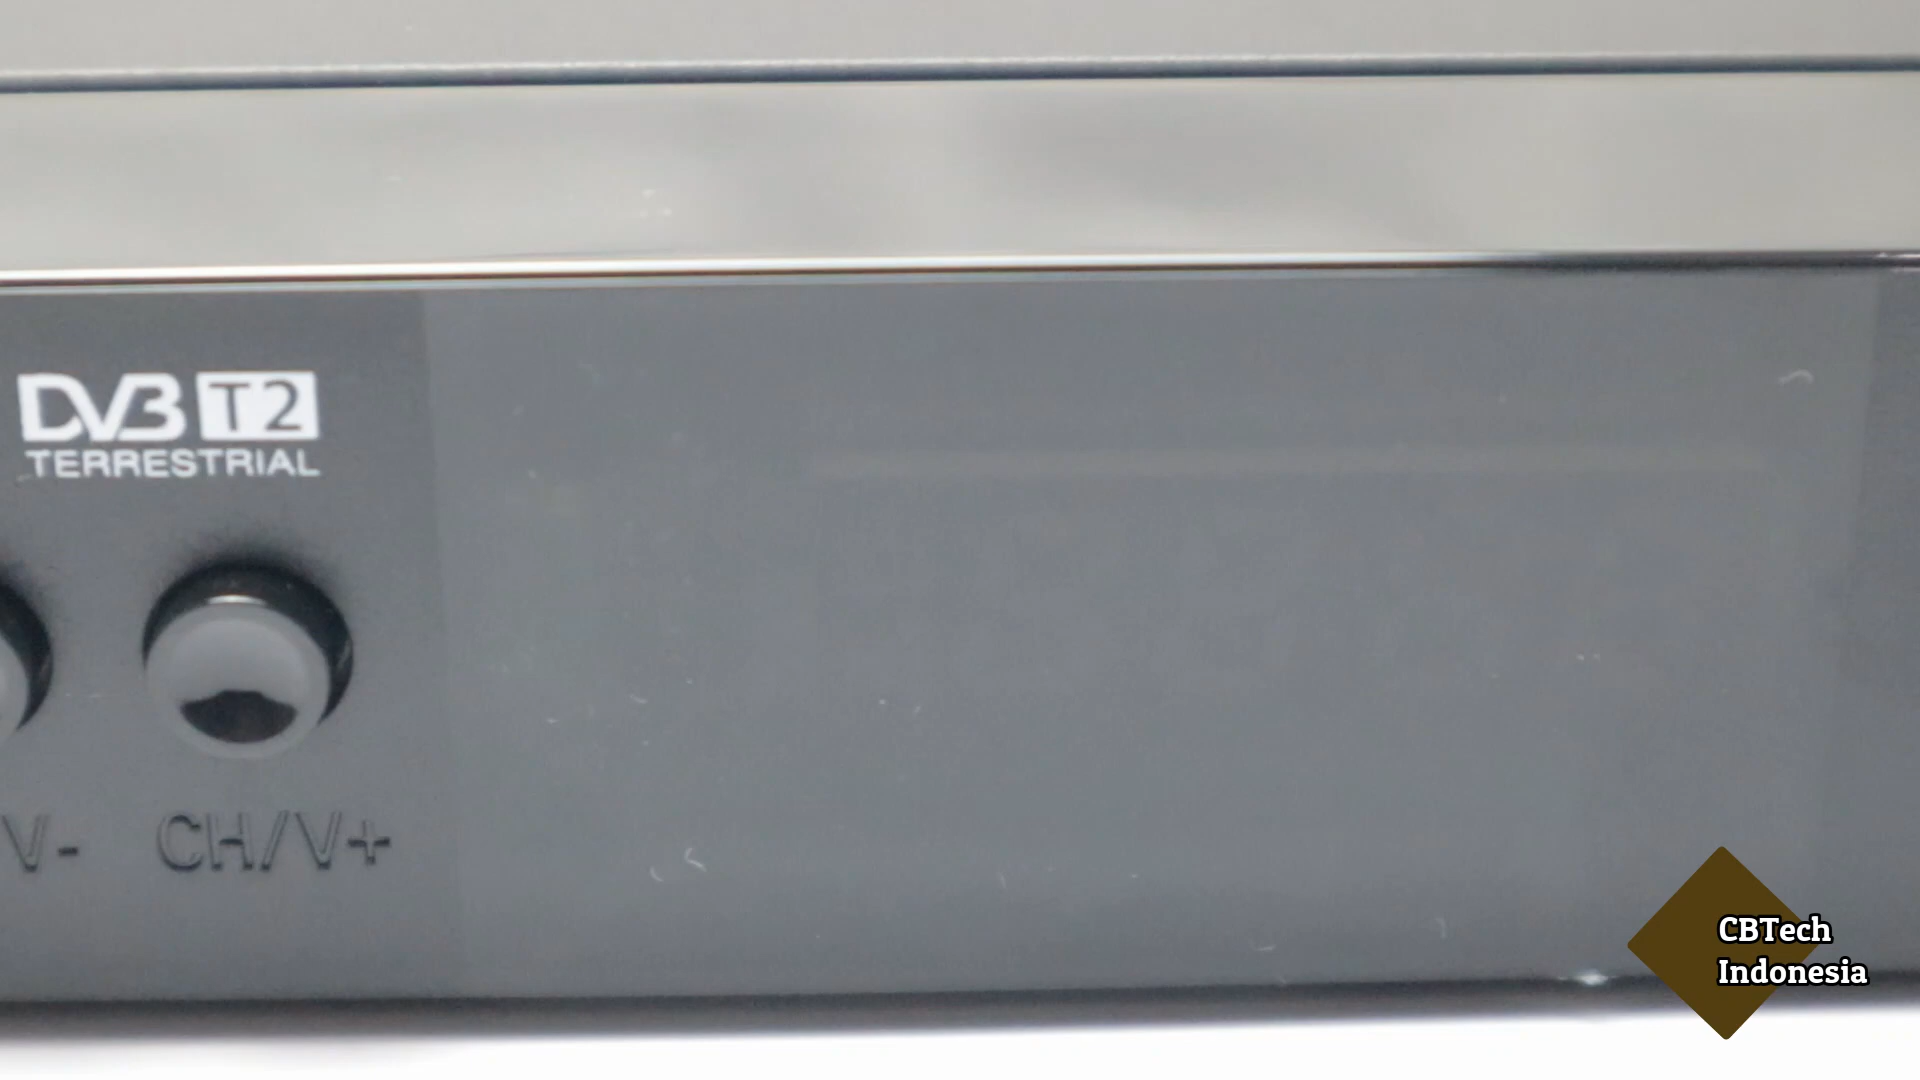 DVB T2
TERRESTRIAL
V- CH/V+
CBTech
Indonesia